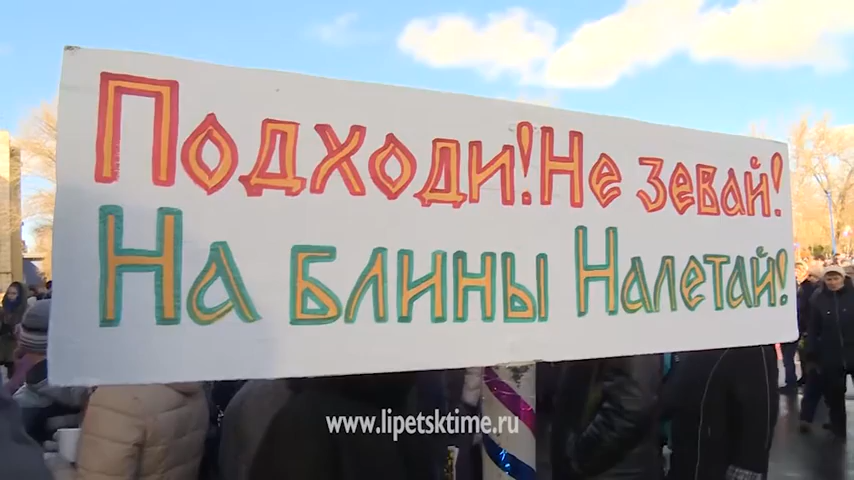 Подходи! Не зевай!
На блины Налетай!
www.lipetsktime.ru